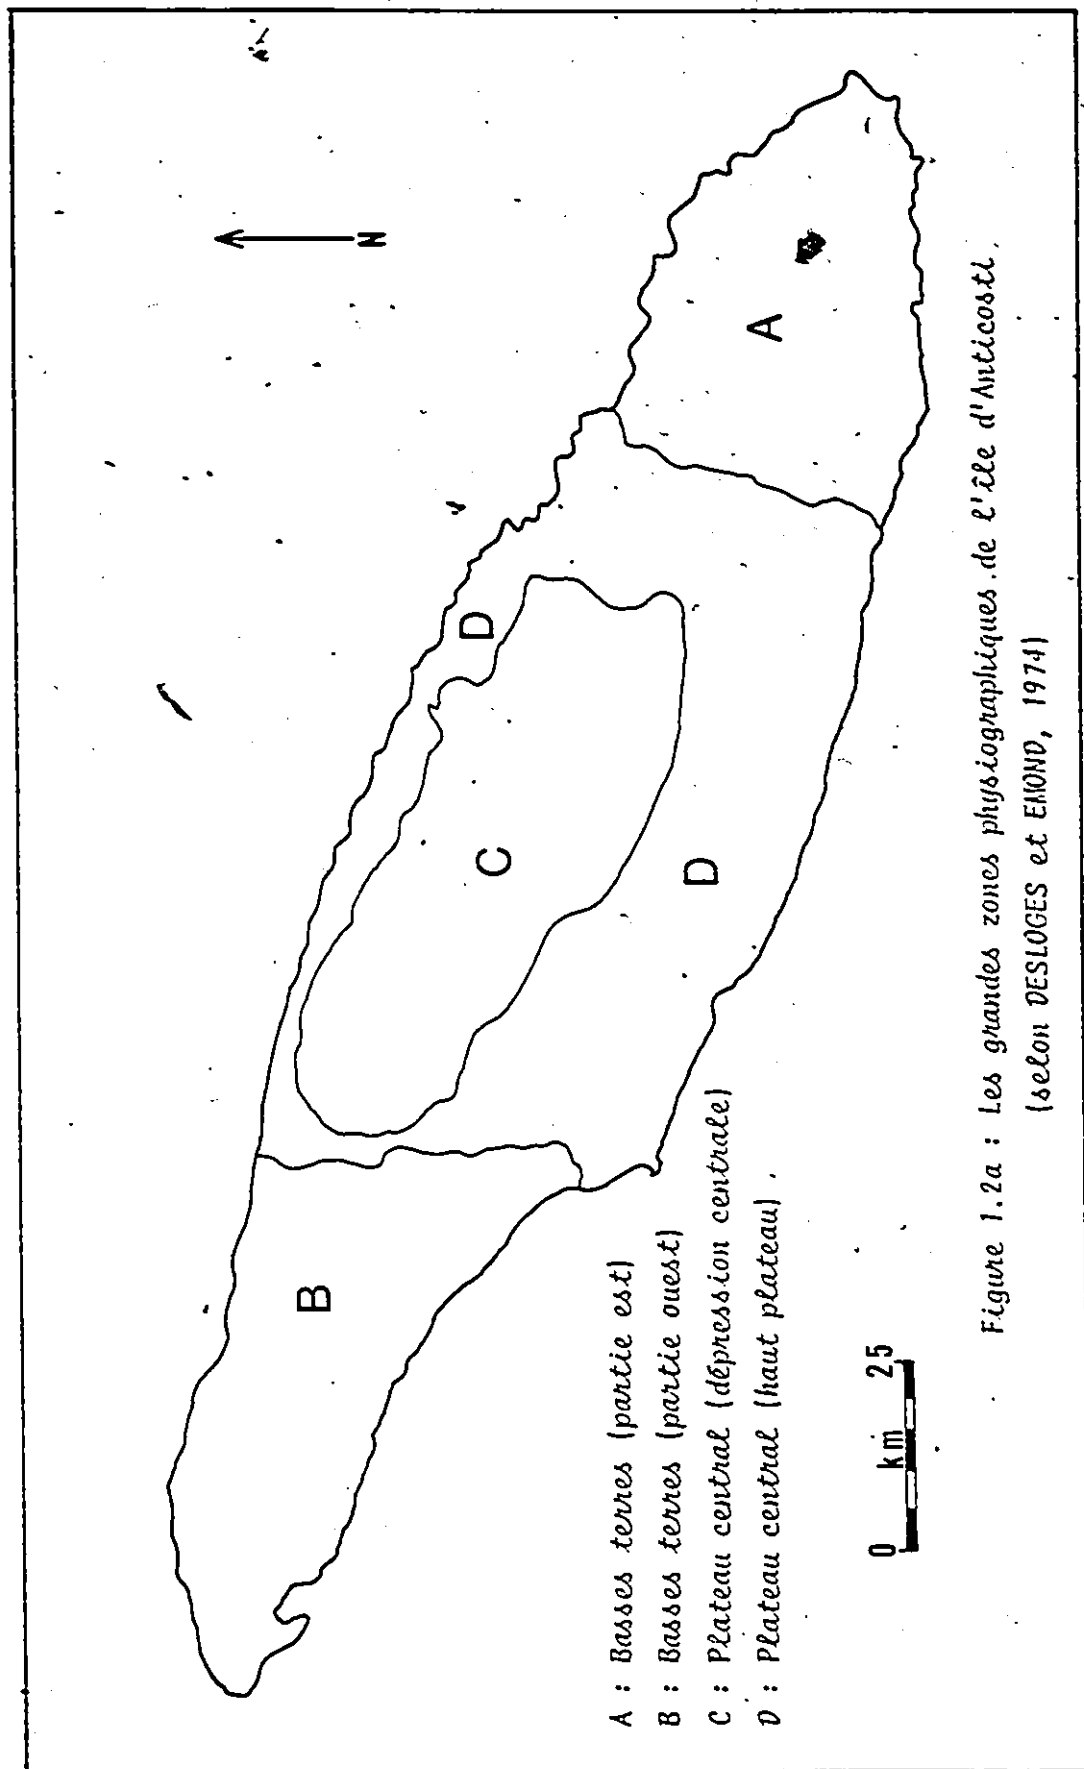 N
D
A
C
D
B
A : Basses terres (partie est)
B : Basses terres (partie ouest)
C : Plateau central (dépression centrale)
D : Plateau central (haut plateau).
0 km 25
Figure 1.2a : Les grandes zones physiographiques de l'île d'Anticosti.
(selon DESLOGES et EMOND, 1974)